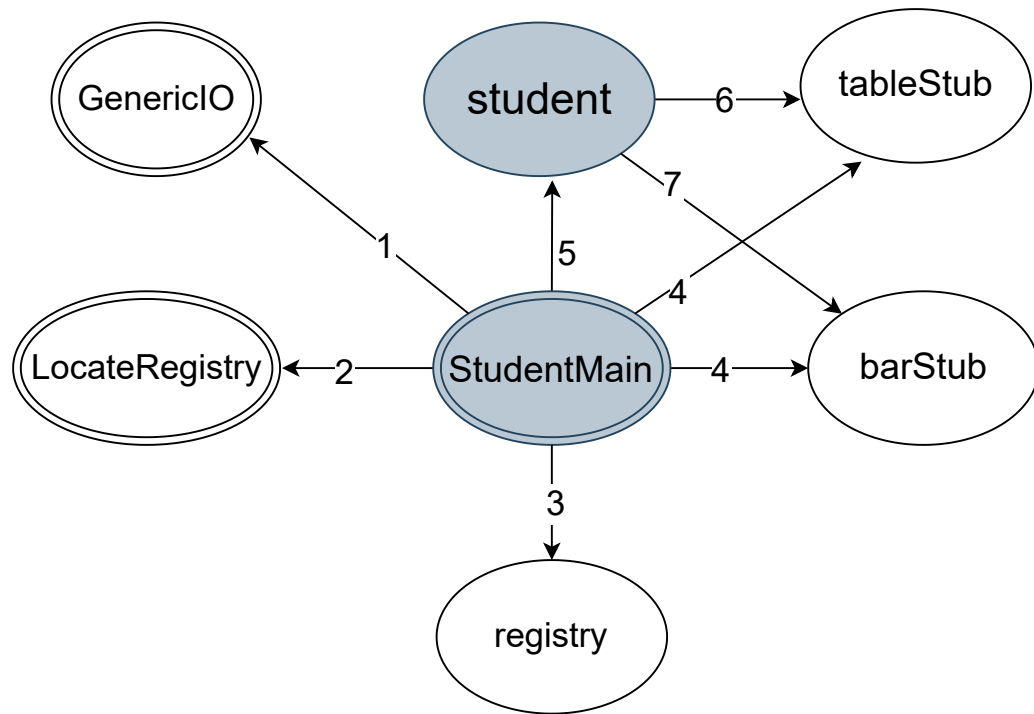 GenericIO
student
tableStub
6
7
1
5
4
LocateRegistry
2
StudentMain
4
barStub
3
registry